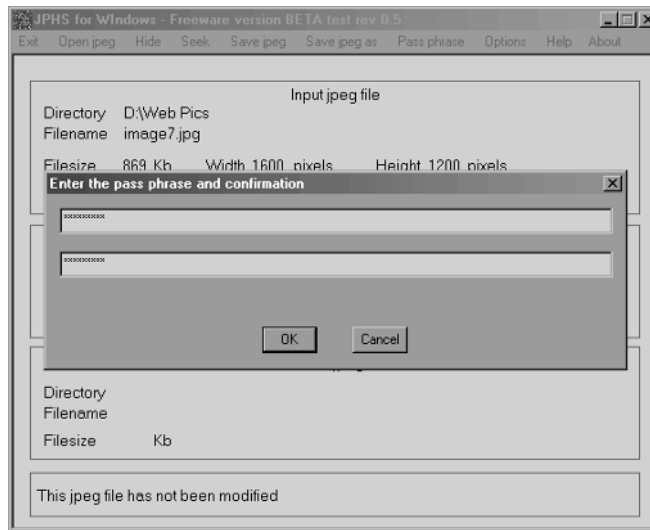 JPHS for WIndows - Freeware version BETA test rev 0.5
Exit Open jpeg Hide Seek Save jpeg Save jpeg as Pass phrase Options Help About
Input jpeg file
Directory D:\Web Pics
Filename image7.jpg
Filesize 869 Kb Width 1600 pixels Height 1200 pixels
Enter the pass phrase and confirmation
xxxxxxxxx
xxxxxxxxx
OK Cancel
Directory
Filename
Filesize Kb
This jpeg file has not been modified